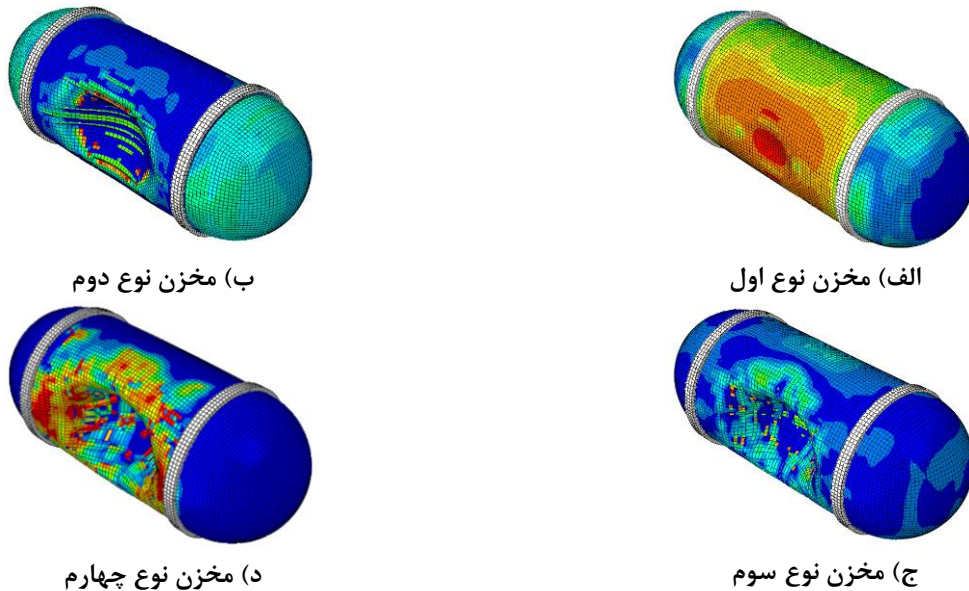 الف) مخزن نوع اول
ب) مخزن نوع دوم
ج) مخزن نوع سوم
د) مخزن نوع چهارم